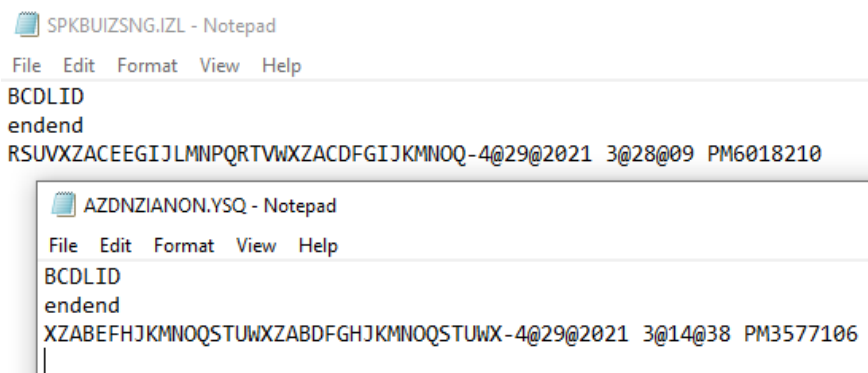 SPKBUIZSNG.IZL - Notepad
File Edit Format View Help
BCDLID
endend
RSUVXZACEEGIJLMNPQRTVWXZACDFGIJKMNOQ-4@29@2021 3@28@09 PM6018210
AZDNZIANON.YSQ - Notepad
File Edit Format View Help
BCDLID
endend
XZABEFHJKMNOQSTUWXZABDFGHJKMNOQSTUWX-4@29@2021 3@14@38 PM3577106